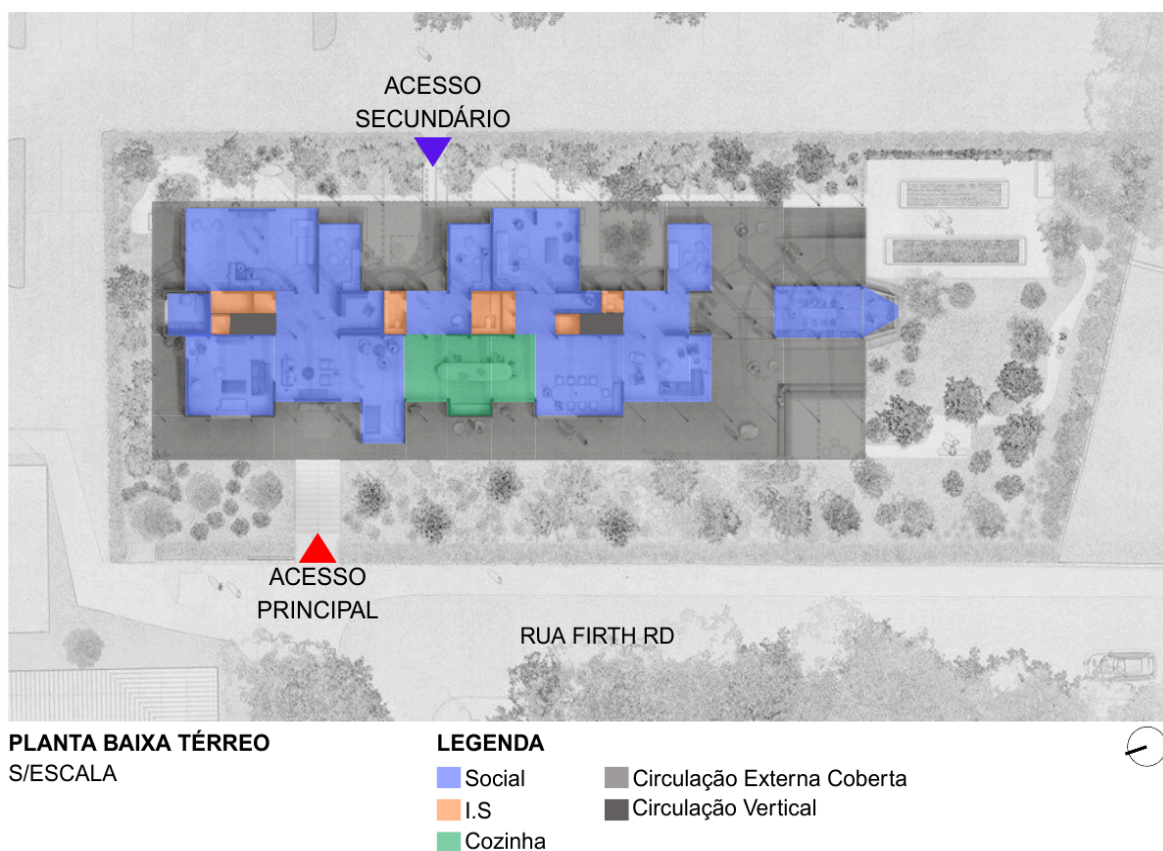 ACESSO
SECUNDÁRIO
ACESSO
PRINCIPAL
RUA FIRTH RD
PLANTA BAIXA TÉRREO
S/ESCALA
LEGENDA
Social
I.S
Cozinha
Circulação Externa Coberta
Circulação Vertical